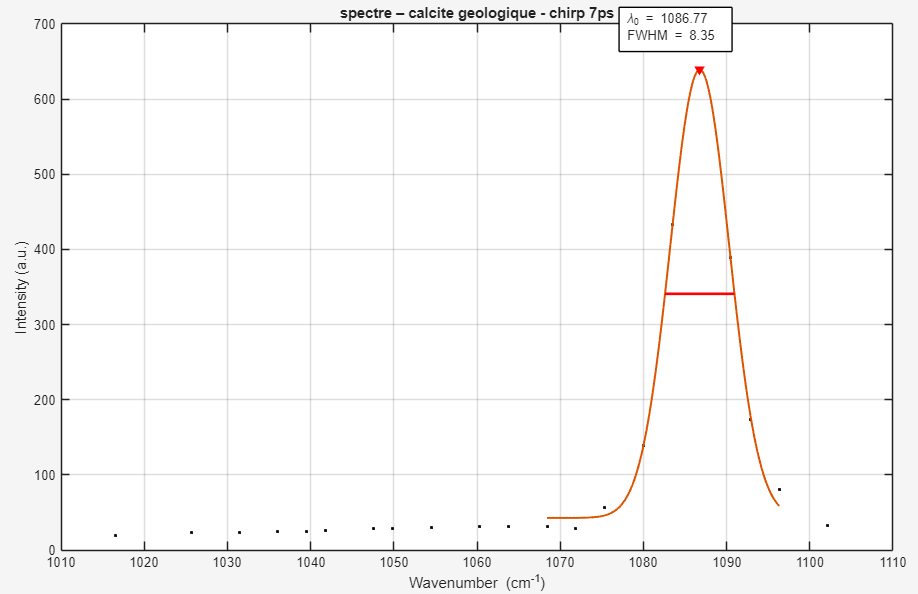 spectre – calcite geologique - chirp 7ps
λ₀ = 1086.77
FWHM = 8.35
Intensity (a.u.)
700
600
500
400
300
200
100
0
1010 1020 1030 1040 1050 1060 1070 1080 1090 1100 1110
Wavenumber (cm⁻¹)